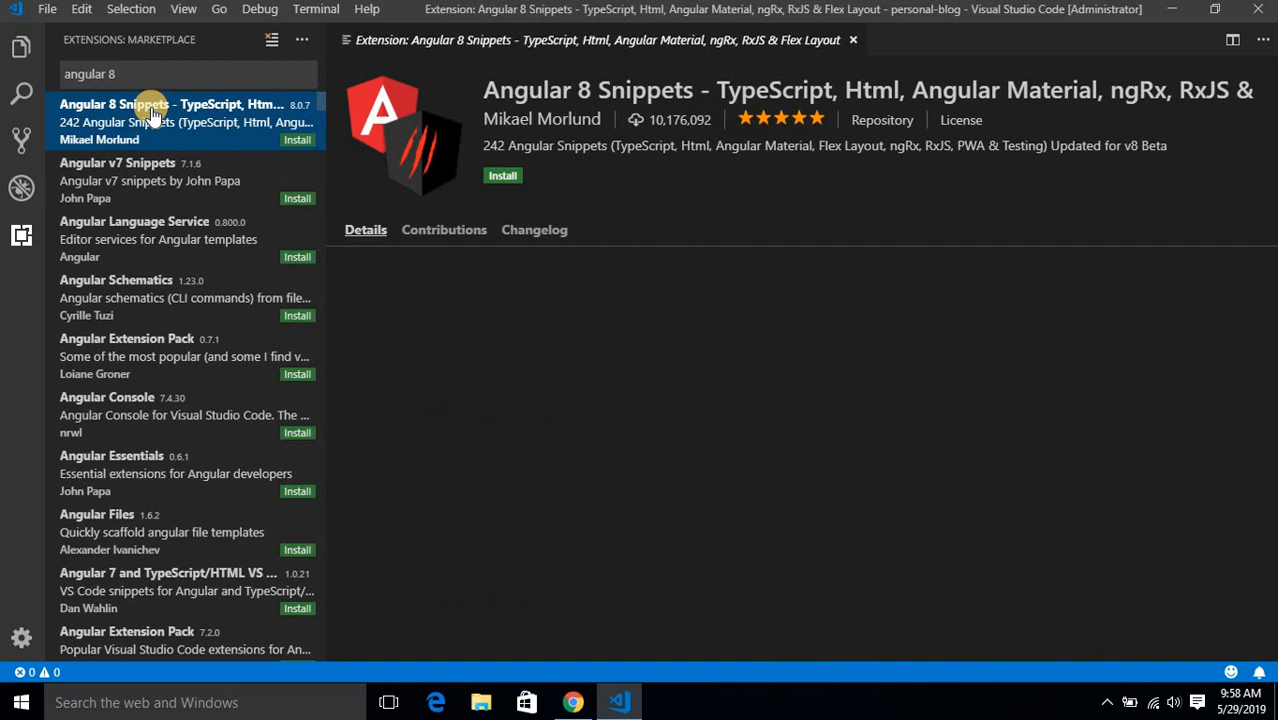 File Edit Selection View Go Debug Terminal Help Extension: Angular 8 Snippets - TypeScript, Html, Angular Material, ngRx, RxJS & Flex Layout - personal-blog - Visual Studio Code [Administrator]
EXTENSIONS: MARKETPLACE
Extension: Angular 8 Snippets - TypeScript, Html, Angular Material, ngRx, RxJS & Flex Layout
angular 8
Angular 8 Snippets - TypeScript, Htm... 8.0.7
242 Angular Snippets (TypeScript, Html, Angu...
Mikael Morlund Install
Angular v7 Snippets 7.1.6
Angular v7 snippets by John Papa
John Papa Install
Angular Language Service 0.800.0
Editor services for Angular templates
Angular Install
Angular Schematics 1.23.0
Angular schematics (CLI commands) from file...
Cyrille Tuzi Install
Angular Extension Pack 0.7.1
Some of the most popular (and some I find v...
Loiane Groner Install
Angular Console 7.4.30
Angular Console for Visual Studio Code. The ...
nrwl Install
Angular Essentials 0.6.1
Essential extensions for Angular developers
John Papa Install
Angular Files 1.6.2
Quickly scaffold angular file templates
Alexander Ivanichev Install
Angular 7 and TypeScript/HTML VS ... 1.0.21
VS Code snippets for Angular and TypeScript/...
Dan Wahlin Install
Angular Extension Pack 7.2.0
Popular Visual Studio Code extensions for An...
Angular 8 Snippets - TypeScript, Html, Angular Material, ngRx, RxJS &
Mikael Morlund 10,176,092 Repository License
242 Angular Snippets (TypeScript, Html, Angular Material, Flex Layout, ngRx, RxJS, PWA & Testing) Updated for v8 Beta
Install
Details Contributions Changelog
0 0
Search the web and Windows
9:58 AM
5/29/2019